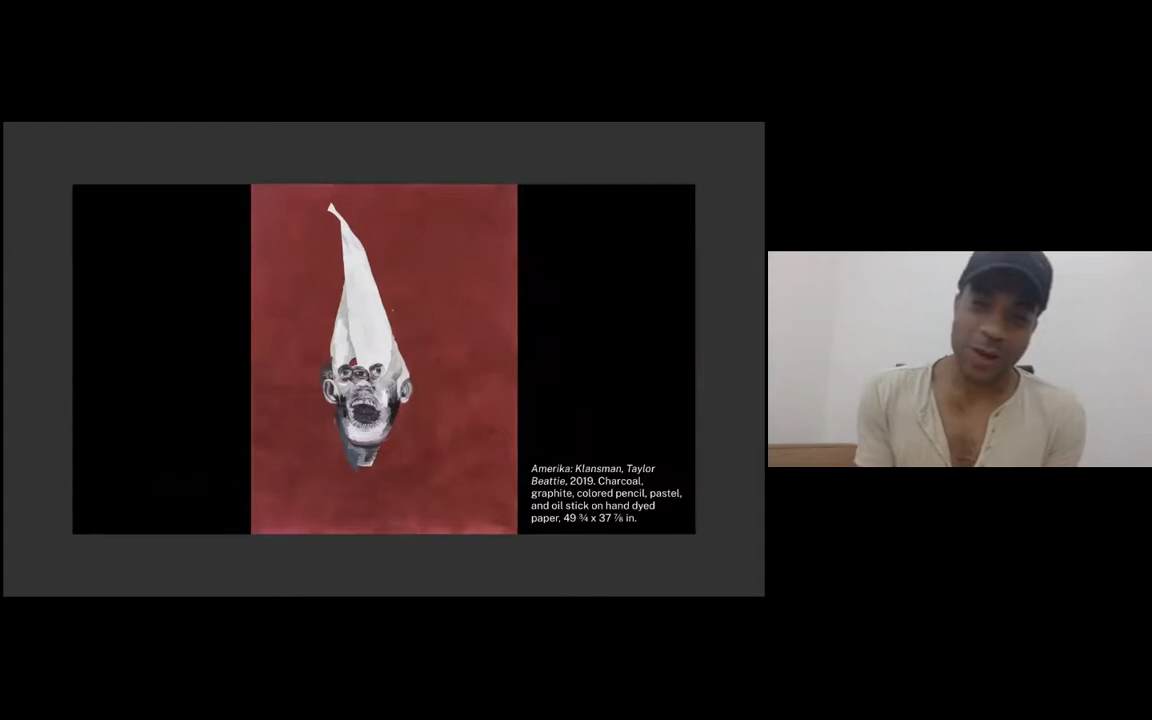 Amerika: Klansman, Taylor
Beattie, 2019. Charcoal,
graphite, colored pencil, pastel,
and oil stick on hand dyed
paper, 49 ¾ x 37 ⅞ in.